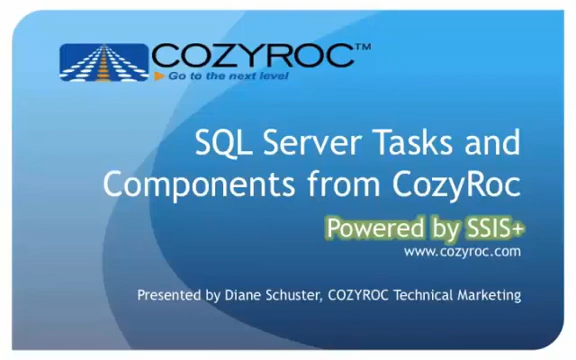 COZYROC™
Go to the next level
SQL Server Tasks and
Components from CozyRoc
Powered by SSIS+
www.cozyroc.com
Presented by Diane Schuster, COZYROC Technical Marketing